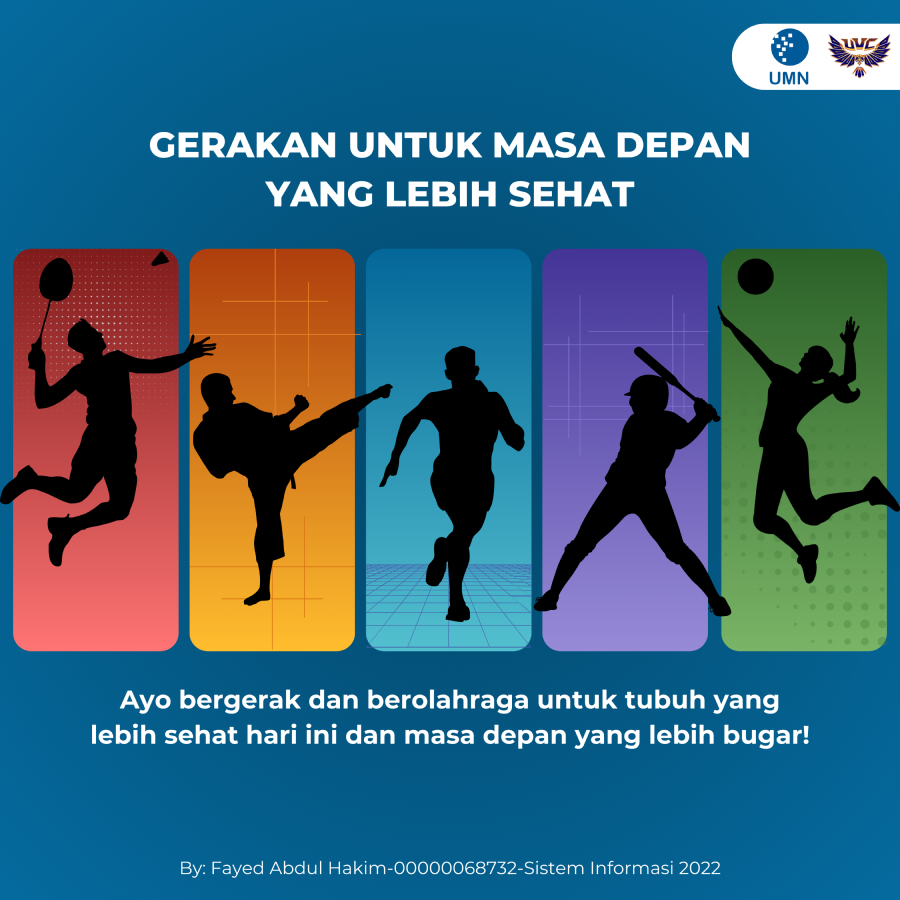 UMN
UVC
GERAKAN UNTUK MASA DEPAN
YANG LEBIH SEHAT
Ayo bergerak dan berolahraga untuk tubuh yang
lebih sehat hari ini dan masa depan yang lebih bugar!
By: Fayed Abdul Hakim-00000068732-Sistem Informasi 2022